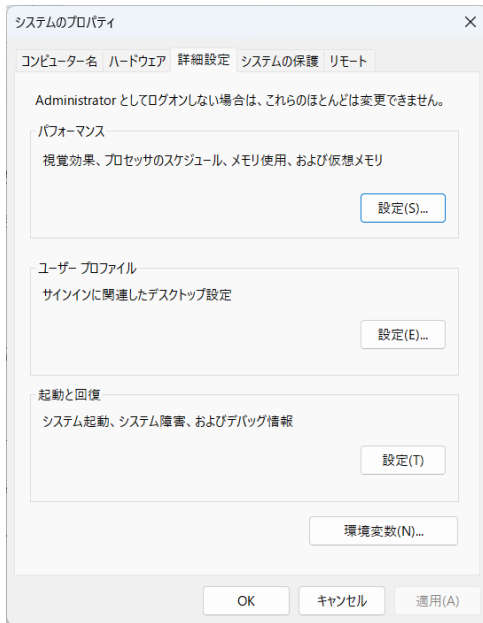 システムのプロパティ
コンピューター名 ハードウェア 詳細設定 システムの保護 リモート
Administrator としてログオンしない場合は、これらのほとんどは変更できません。
パフォーマンス
視覚効果、プロセッサのスケジュール、メモリ使用、および仮想メモリ
設定(S)...
ユーザー プロファイル
サインインに関連したデスクトップ設定
設定(E)...
起動と回復
システム起動、システム障害、およびデバッグ情報
設定(T)
環境変数(N)...
OK キャンセル 適用(A)